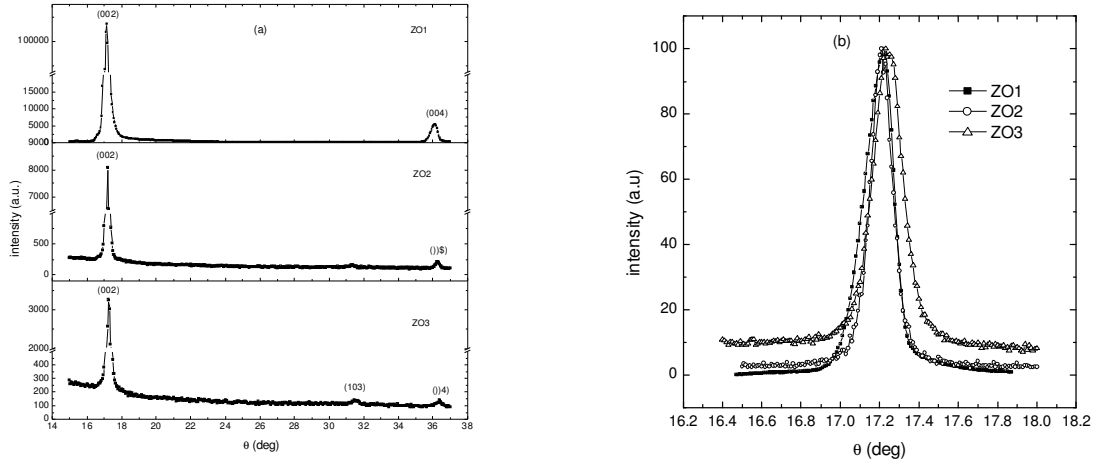 (002)
(a)
ZO1
100000
15000
10000
(004)
5000
9000
0
(002)
ZO2
8000
7000
500
250
0
())$)
(002)
ZO3
3000
2000
400
300
200
100
0
(103)
())4)
14 16 18 20 22 24 26 28 30 32 34 36 38
θ (deg)
intensity (a.u.)
(b)
100
80
60
40
20
0
ZO1
ZO2
ZO3
16.2 16.4 16.6 16.8 17.0 17.2 17.4 17.6 17.8 18.0 18.2
θ (deg)
intensity (a.u)